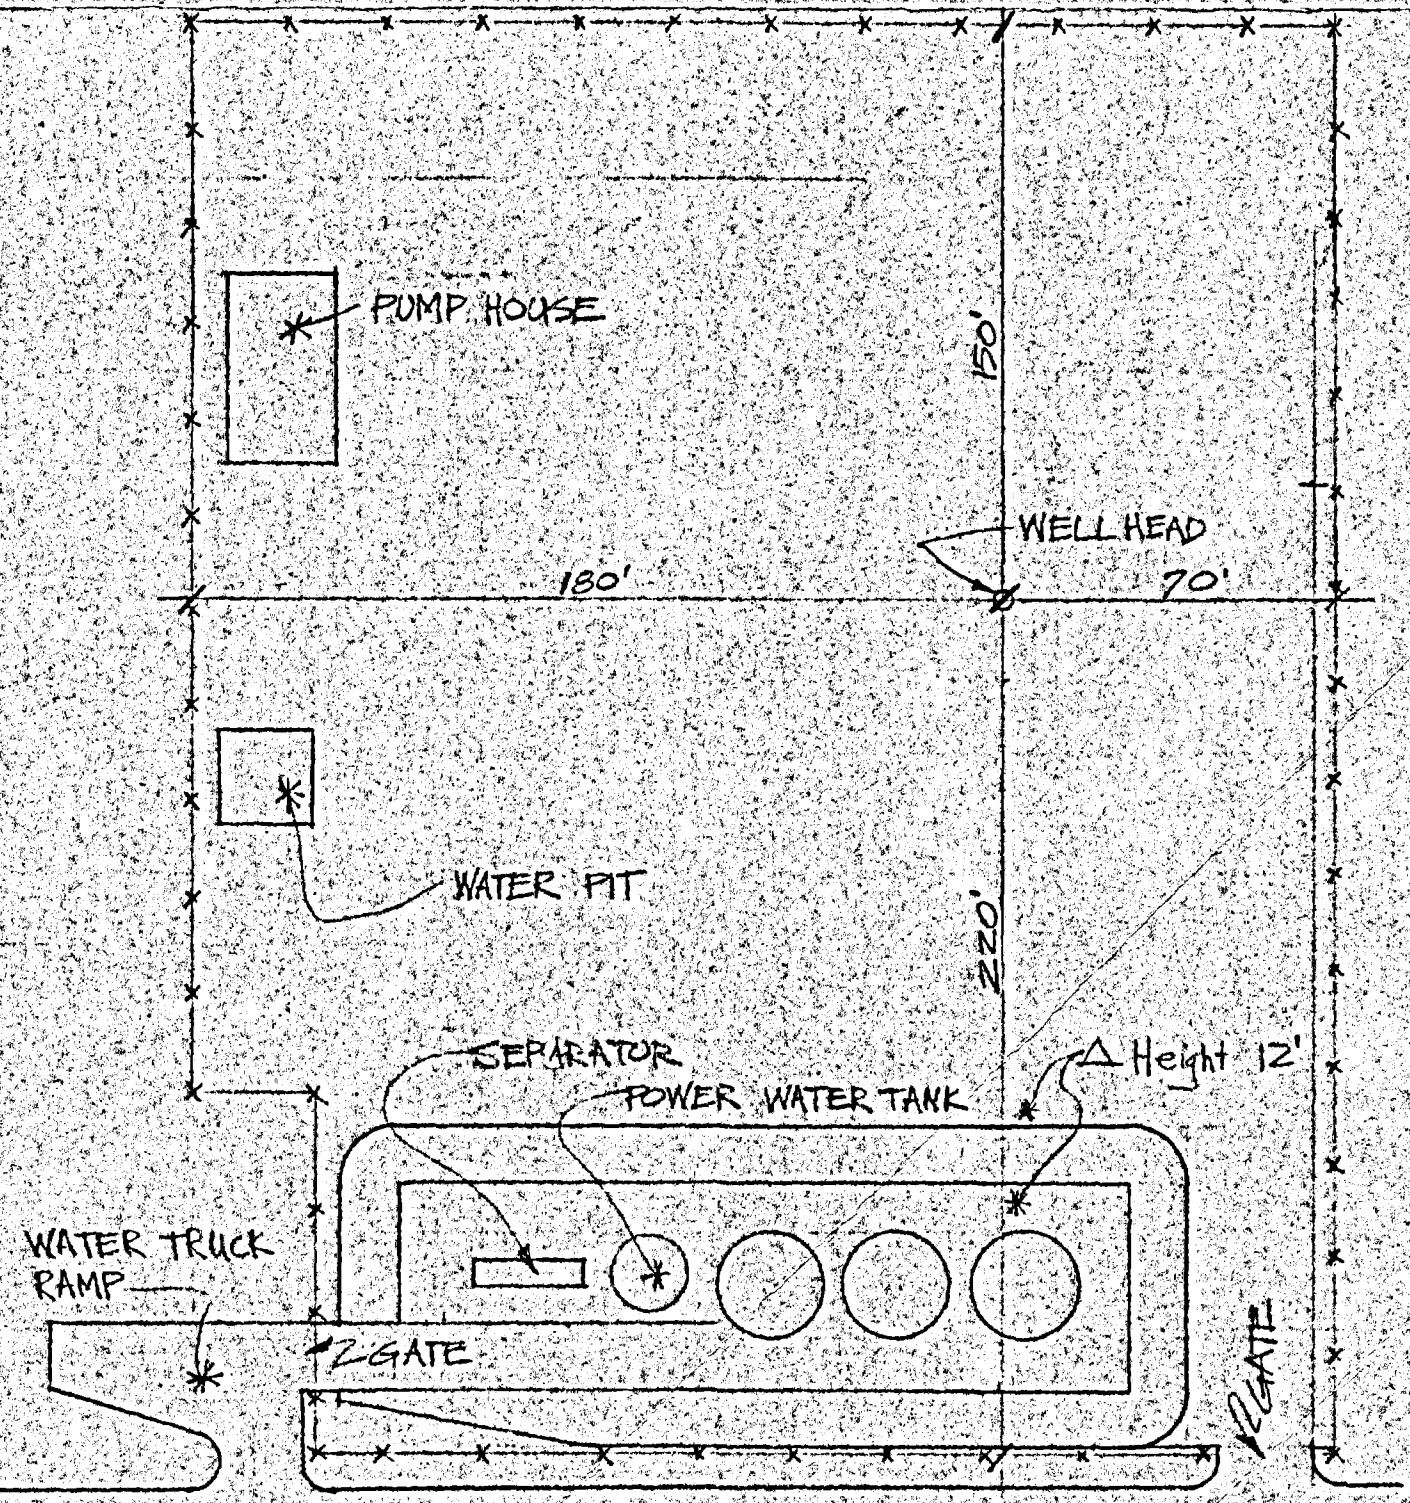 PUMP HOUSE
150'
WELL HEAD
180'
70'
WATER PIT
220'
SEPARATOR
Δ Height 12'
POWER WATER TANK
WATER TRUCK
RAMP
GATE
GATE